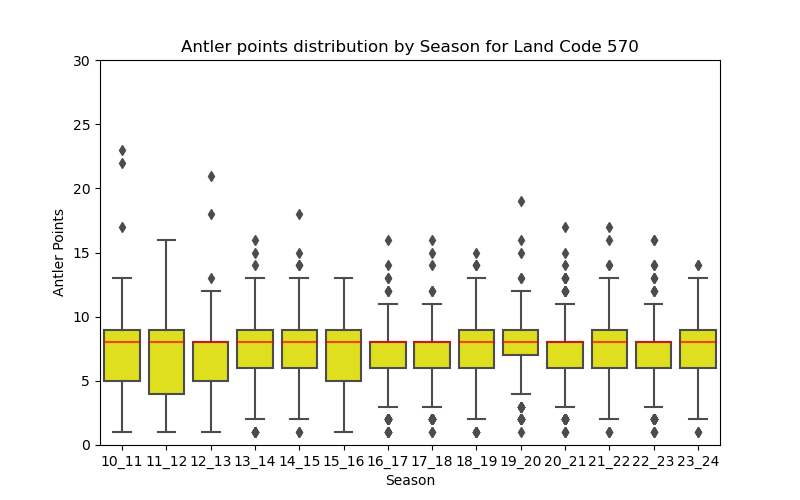 Antler points distribution by Season for Land Code 570
30
25
20
15
10
5
0
Antler Points
10_11 11_12 12_13 13_14 14_15 15_16 16_17 17_18 18_19 19_20 20_21 21_22 22_23 23_24
Season